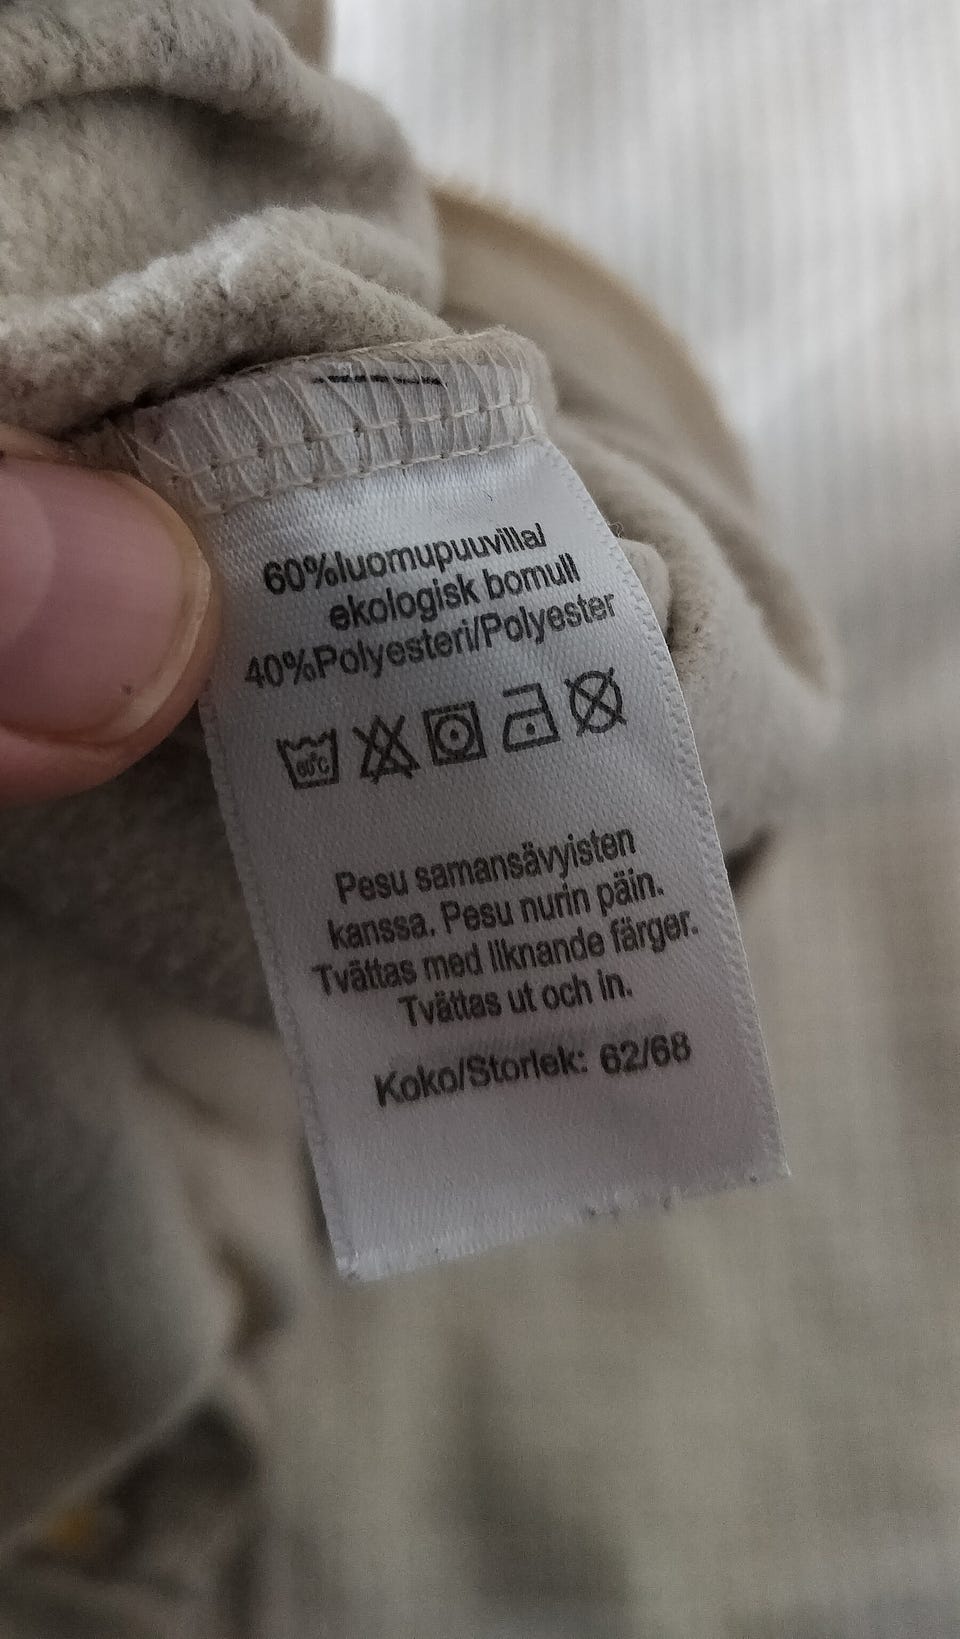 60%luomupuuvilla/
ekologisk bomull
40%Polyesteri/Polyester
60°C
Pesu samansävyisten
kanssa. Pesu nurin päin.
Tvättas med liknande färger.
Tvättas ut och in.
Koko/Storlek: 62/68